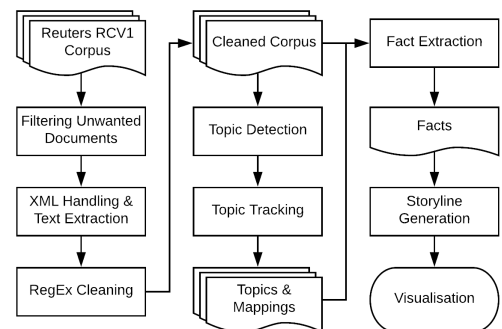 Reuters RCV1
Corpus
Filtering Unwanted
Documents
XML Handling &
Text Extraction
RegEx Cleaning
Cleaned Corpus
Topic Detection
Topic Tracking
Topics &
Mappings
Fact Extraction
Facts
Storyline
Generation
Visualisation